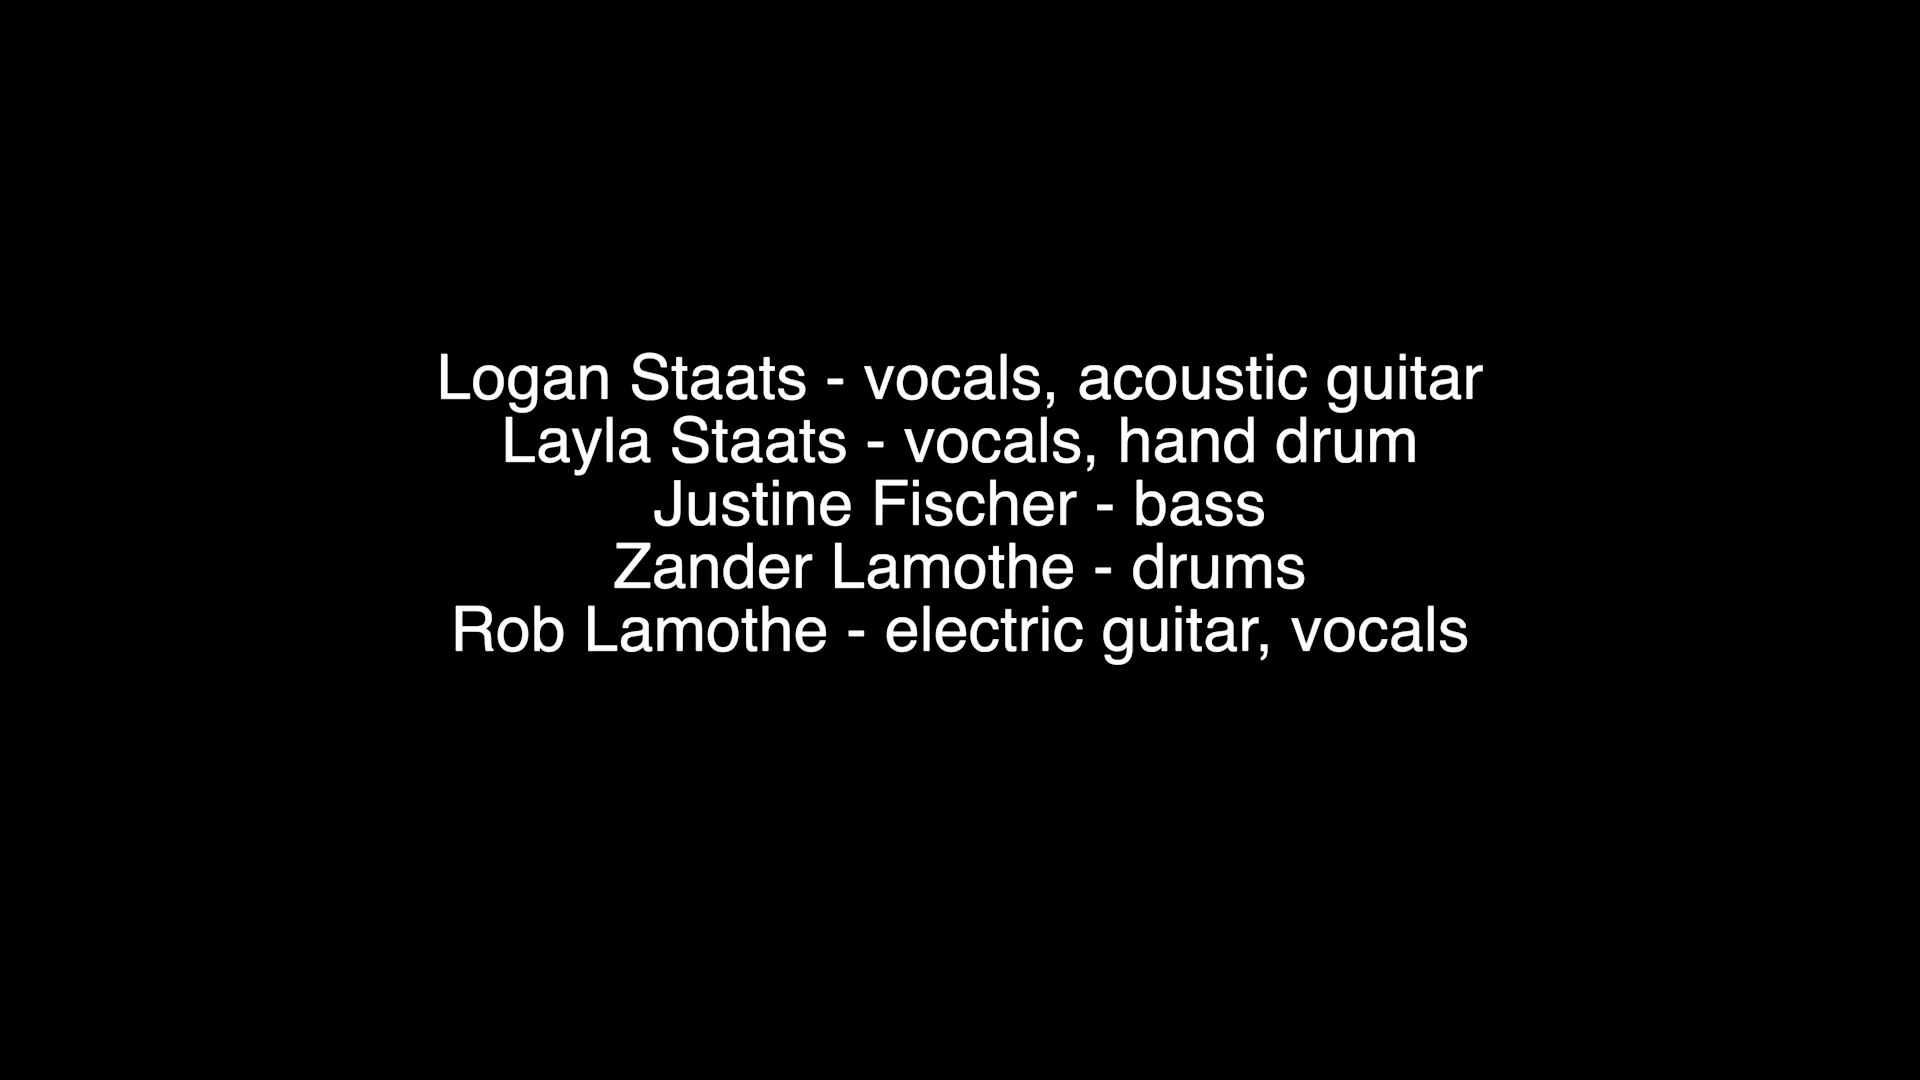 Logan Staats - vocals, acoustic guitar
Layla Staats - vocals, hand drum
Justine Fischer - bass
Zander Lamothe - drums
Rob Lamothe - electric guitar, vocals